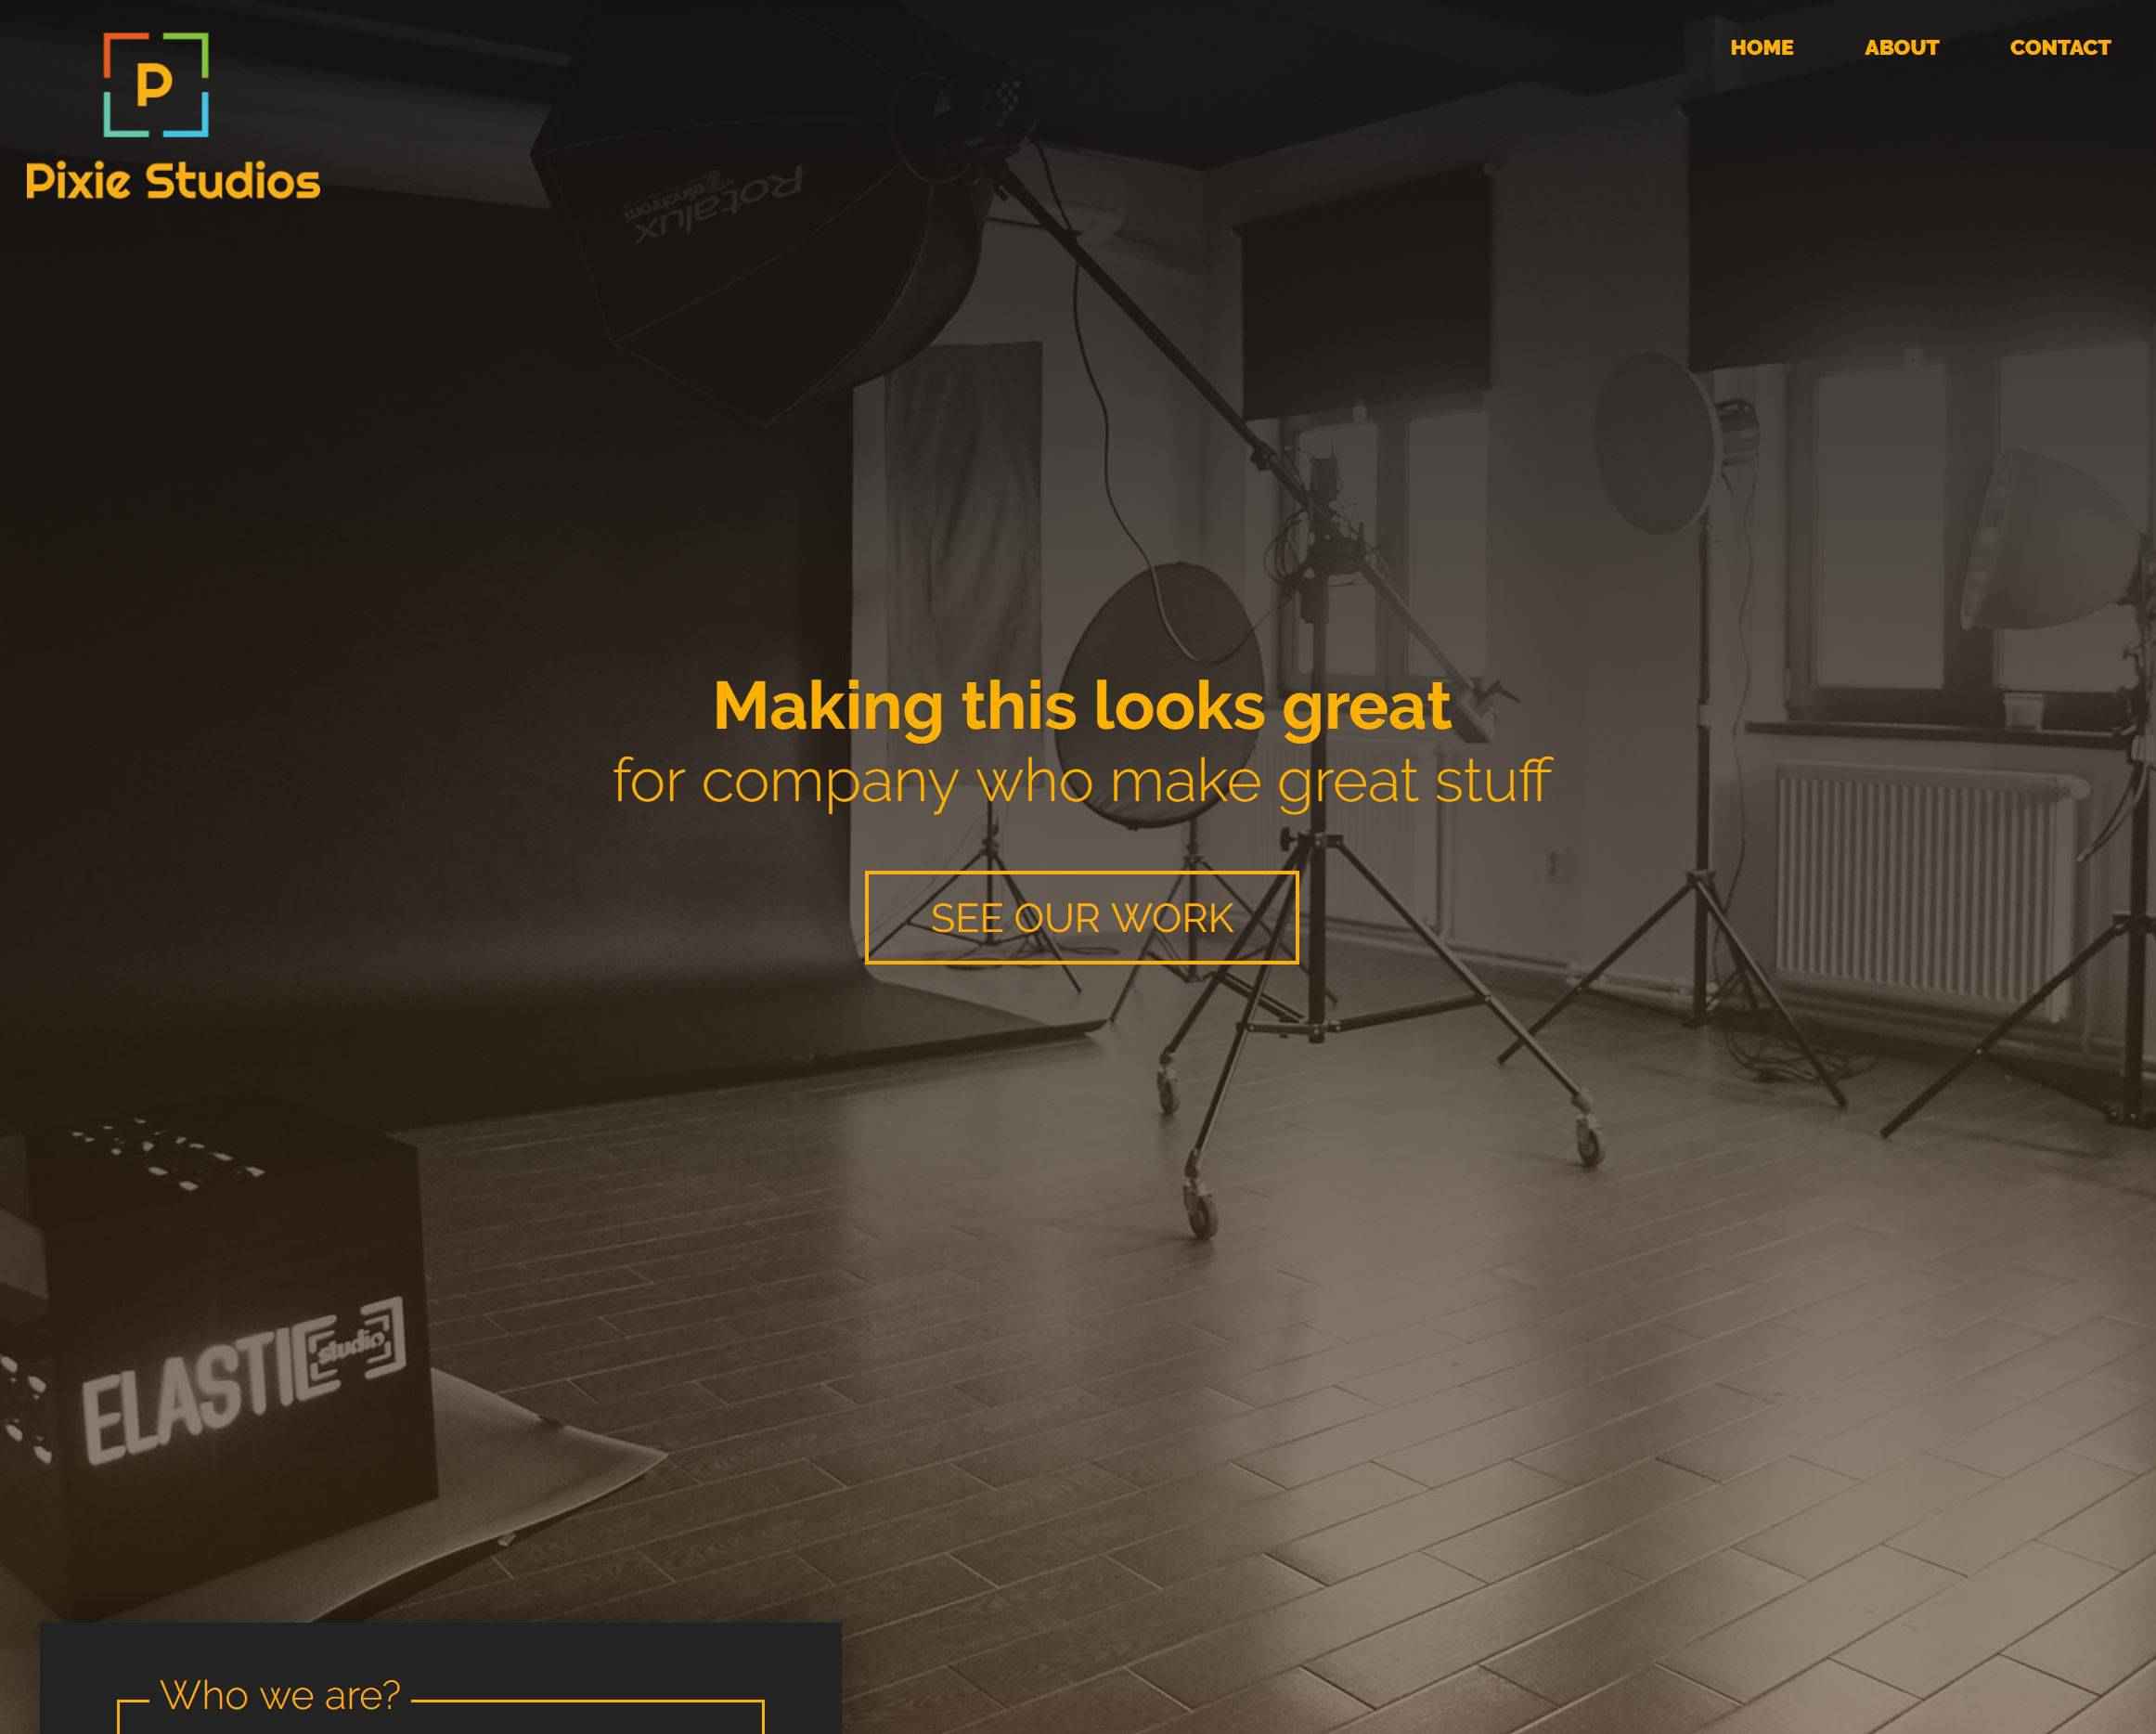 P
Pixie Studios
HOME ABOUT CONTACT
Rotalux
elinchrom
Making this looks great
for company who make great stuff
SEE OUR WORK
ELASTIC
studio
Who we are?